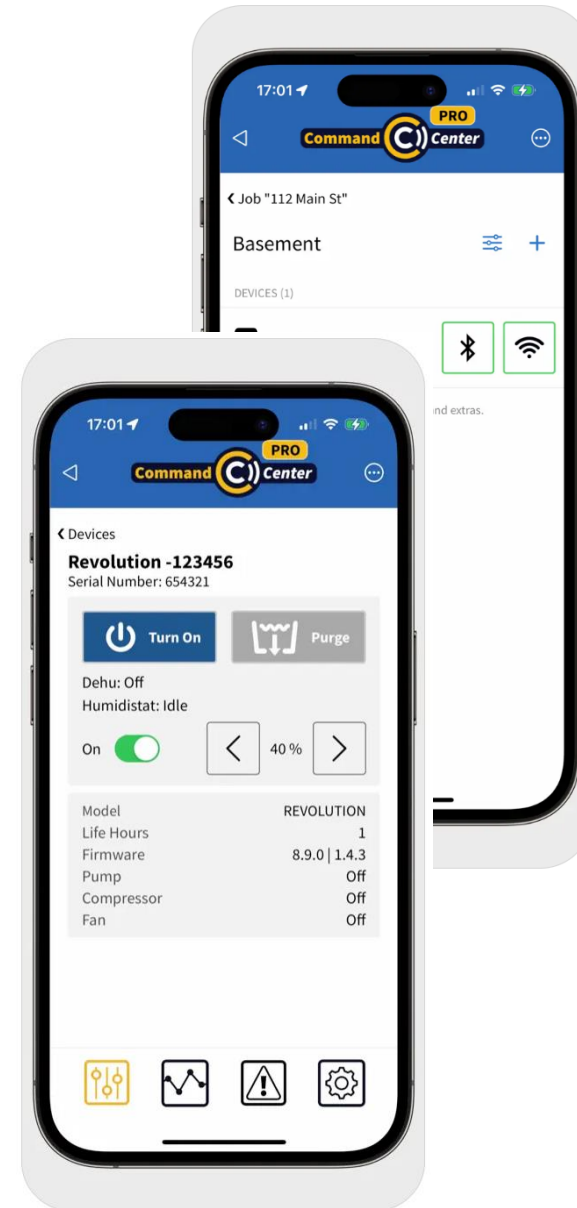 17:01
PRO
Command C Center
Job "112 Main St"
Basement
DEVICES (1)
nd extras.
17:01
PRO
Command C Center
Devices
Revolution -123456
Serial Number: 654321
Turn On
Purge
Dehu: Off
Humidistat: Idle
On
40 %
Model REVOLUTION
Life Hours 1
Firmware 8.9.0 | 1.4.3
Pump Off
Compressor Off
Fan Off